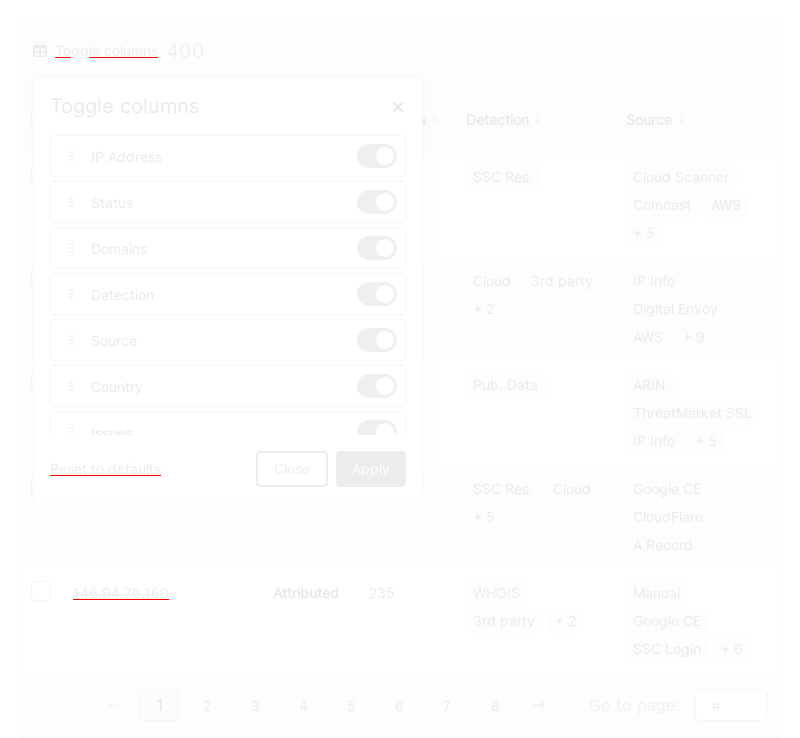 Toggle columns 400
Toggle columns ×
s Detection Source
IP Address
Status
Domains
Detection
Source
Country
Issues
Reset to defaults Close Apply
SSC Res. Cloud Scanner
Comcast AWS
+ 5
Cloud 3rd party IP Info
+ 2 Digital Envoy
AWS + 9
Pub. Data ARIN
ThreatMarket SSL
IP Info + 5
SSC Res. Cloud Google CE
+ 5 CloudFlare
A Record
146.94.76.160 Attributed 235 WHOIS Manual
3rd party + 2 Google CE
SSC Login + 6
← 1 2 3 4 5 6 7 8 → Go to page: #